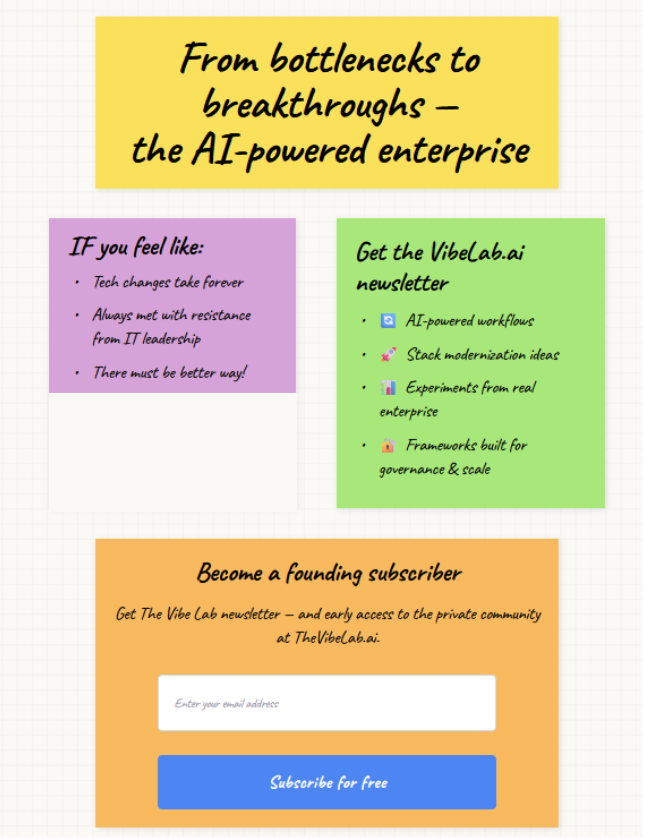 From bottlenecks to
breakthroughs –
the AI-powered enterprise
IF you feel like:
• Tech changes take forever
• Always met with resistance
from IT leadership
• There must be better way!
Get the VibeLab.ai
newsletter
• 🔄 AI-powered workflows
• 🚀 Stack modernization ideas
• 📊 Experiments from real
enterprise
• 🔐 Frameworks built for
governance & scale
Become a founding subscriber
Get The Vibe Lab newsletter – and early access to the private community
at TheVibeLab.ai.
Enter your email address
Subscribe for free